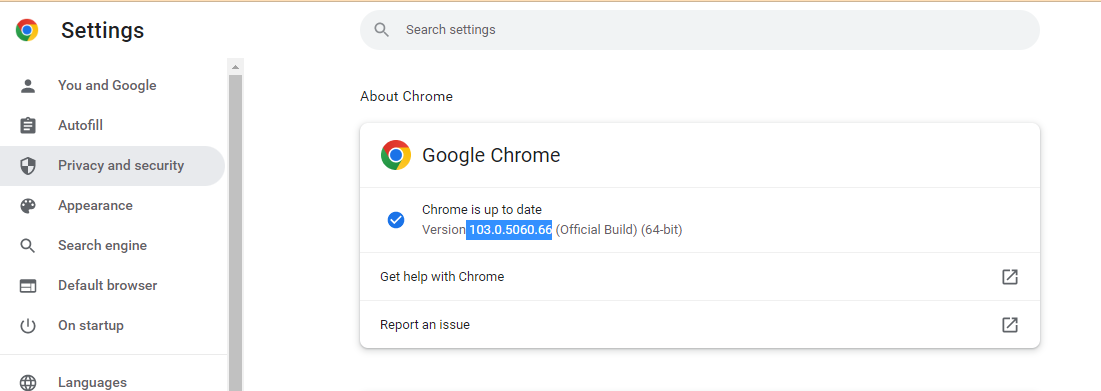 Settings
Search settings
You and Google
Autofill
Privacy and security
Appearance
Search engine
Default browser
On startup
Languages
About Chrome
Google Chrome
Chrome is up to date
Version 103.0.5060.66 (Official Build) (64-bit)
Get help with Chrome
Report an issue